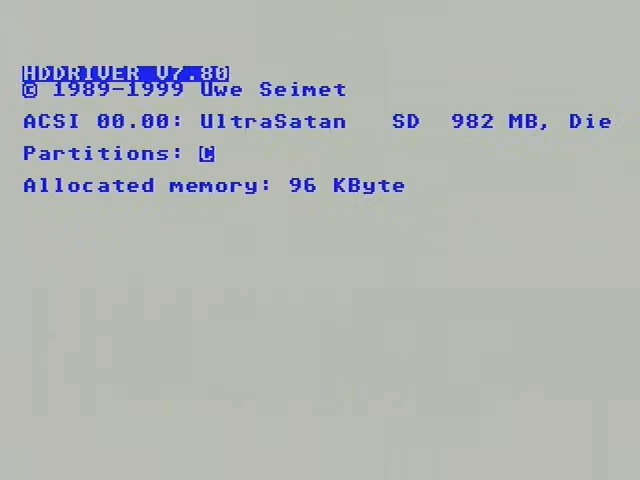 HDDRIVER V7.80
© 1989-1999 Uwe Seimet
ACSI 00.00: UltraSatan SD 982 MB, Die
Partitions: C
Allocated memory: 96 KByte